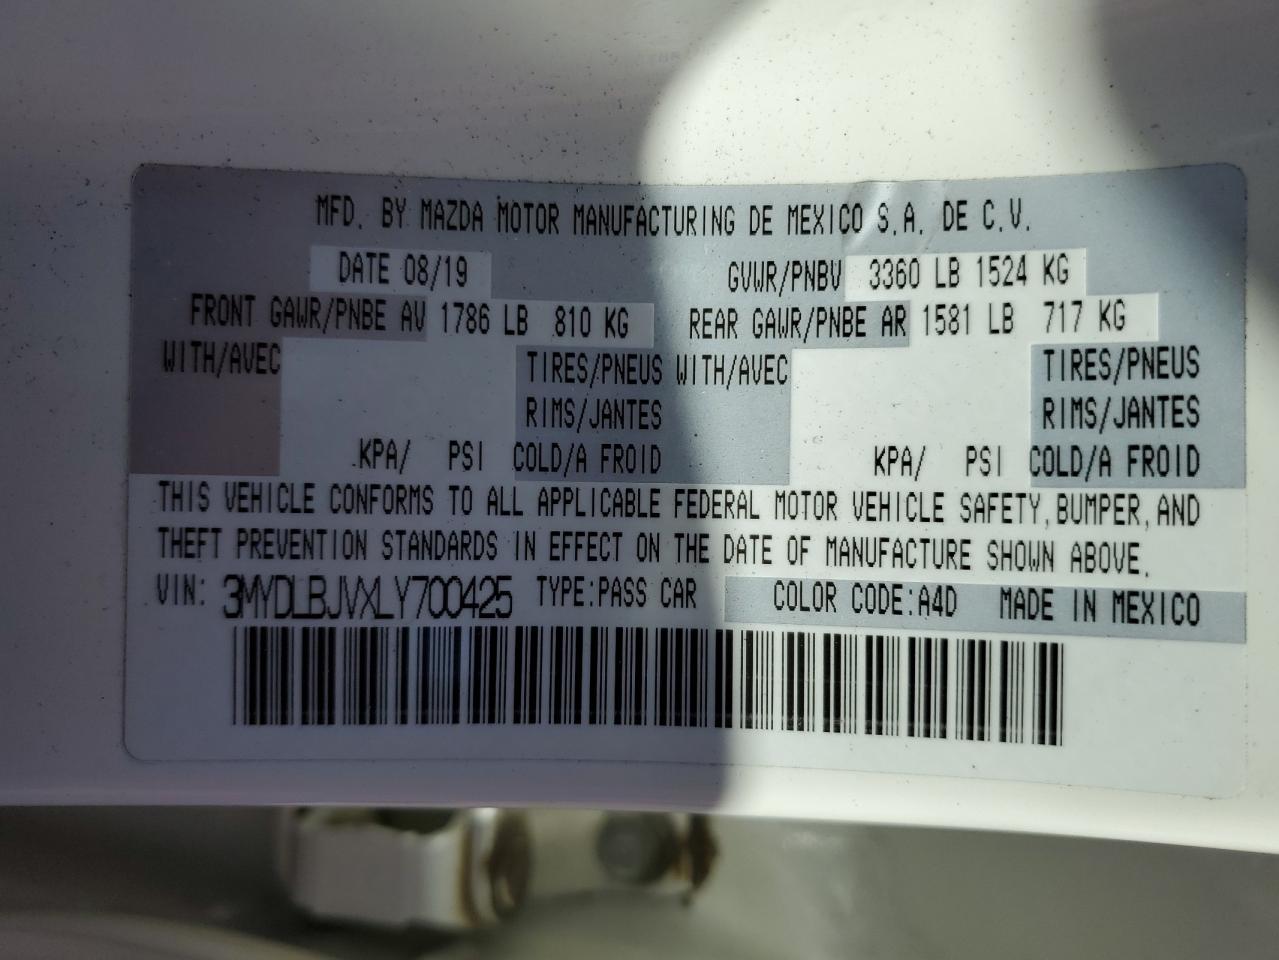 MFD. BY MAZDA MOTOR MANUFACTURING DE MEXICO S.A. DE C.V.
DATE 08/19 GVWR/PNBV 3360 LB 1524 KG
FRONT GAWR/PNBE AV 1786 LB 810 KG REAR GAWR/PNBE AR 1581 LB 717 KG
WITH/AVEC TIRES/PNEUS WITH/AVEC TIRES/PNEUS
RIMS/JANTES RIMS/JANTES
KPA/ PSI COLD/A FROID KPA/ PSI COLD/A FROID
THIS VEHICLE CONFORMS TO ALL APPLICABLE FEDERAL MOTOR VEHICLE SAFETY, BUMPER, AND
THEFT PREVENTION STANDARDS IN EFFECT ON THE DATE OF MANUFACTURE SHOWN ABOVE.
VIN: 3MYDLBJVXLY700425 TYPE:PASS CAR COLOR CODE:A4D MADE IN MEXICO